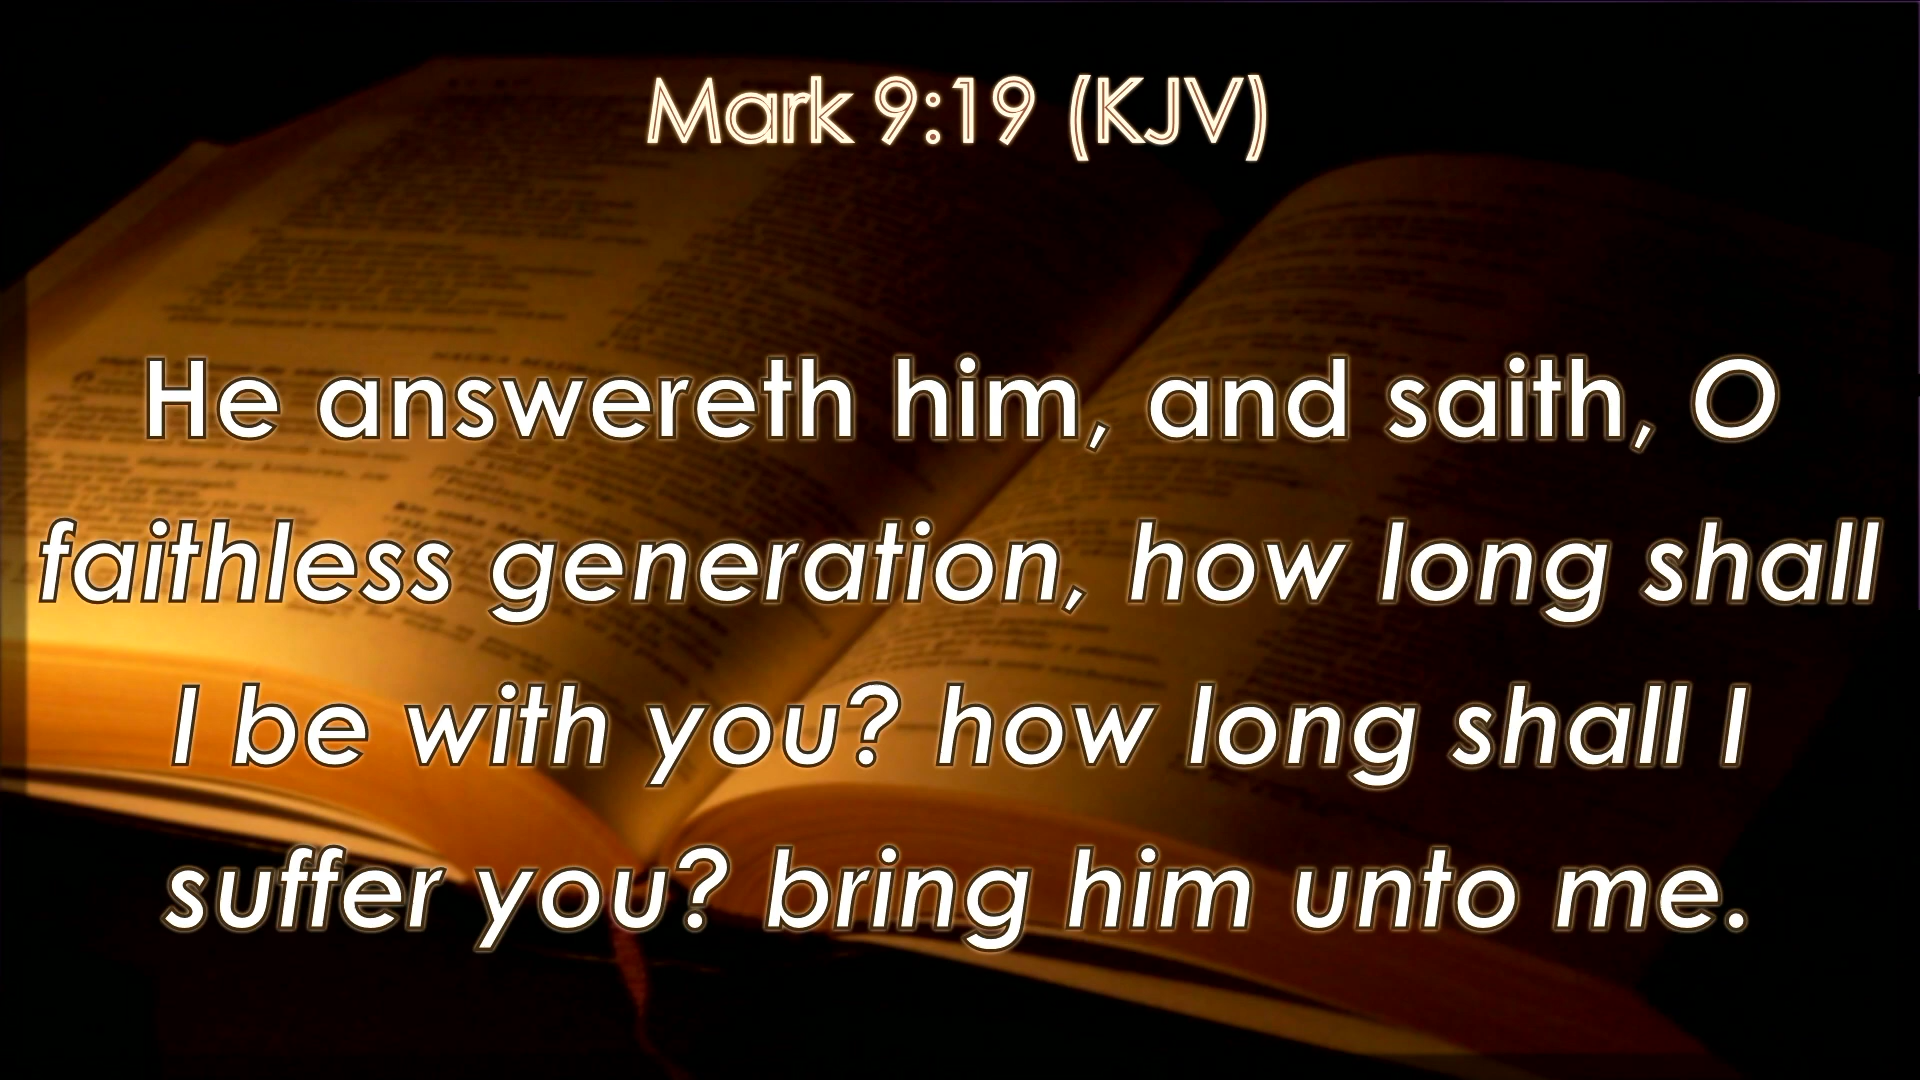 Mark 9:19 (KJV)
He answereth him, and saith, O
faithless generation, how long shall
I be with you? how long shall I
suffer you? bring him unto me.